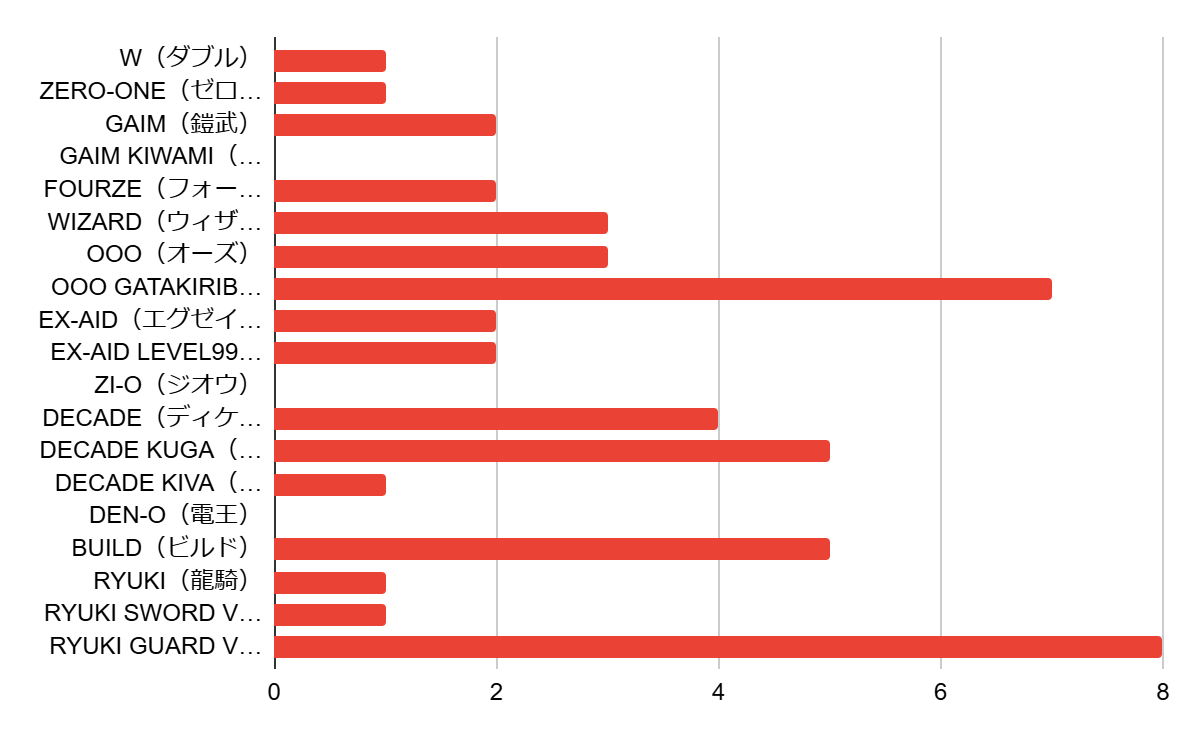 W（ダブル）
ZERO-ONE（ゼロ…
GAIM（鎧武）
GAIM KIWAMI（…
FOURZE（フォー…
WIZARD（ウィザ…
OOO（オーズ）
OOO GATAKIRIB…
EX-AID（エグゼイ…
EX-AID LEVEL99…
ZI-O（ジオウ）
DECADE（ディケ…
DECADE KUGA（…
DECADE KIVA（…
DEN-O（電王）
BUILD（ビルド）
RYUKI（龍騎）
RYUKI SWORD V…
RYUKI GUARD V…
0 2 4 6 8